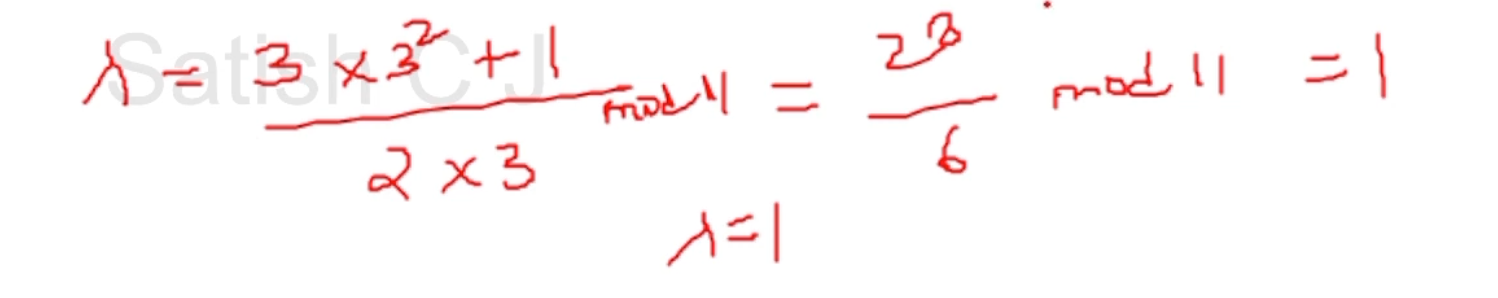 λ = (3 × 3² + 1)/(2 × 3) mod 11 = 28/6 mod 11 = 1
λ = 1
Satish C J